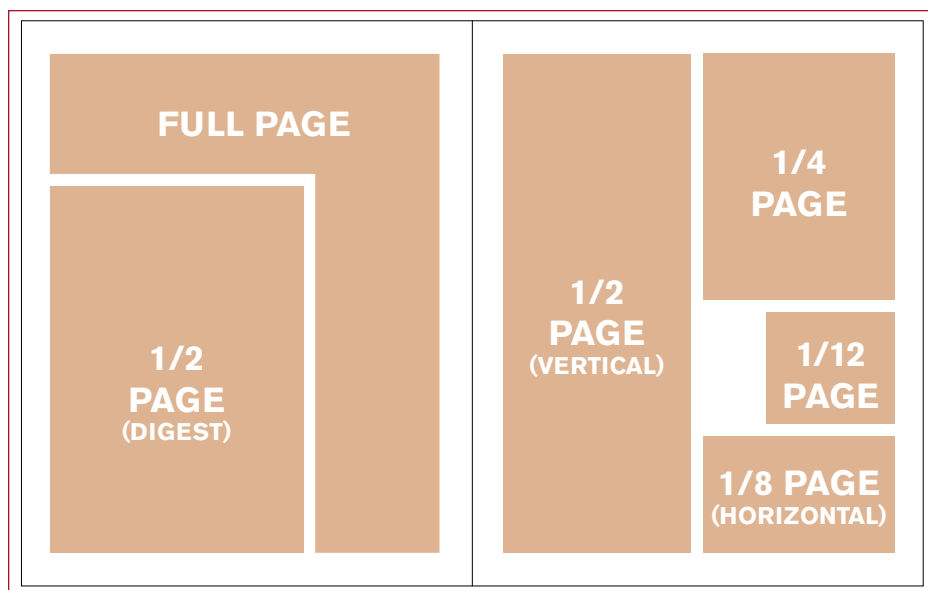 FULL PAGE
1/2
PAGE
(DIGEST)
1/2
PAGE
(VERTICAL)
1/4
PAGE
1/12
PAGE
1/8 PAGE
(HORIZONTAL)